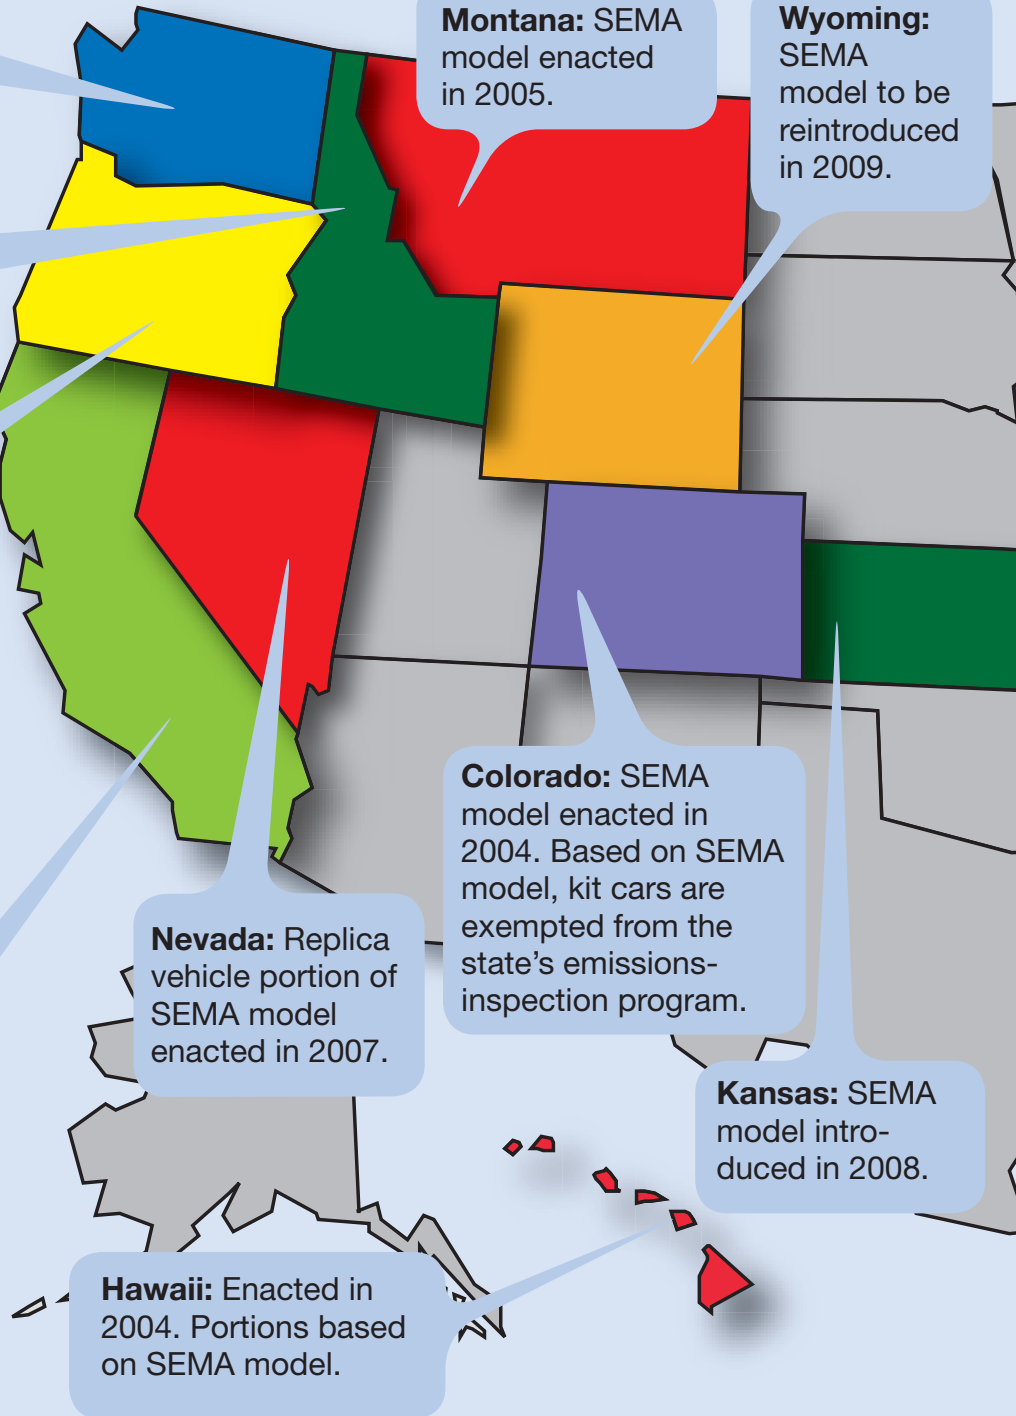 Montana: SEMA
model enacted
in 2005.
Wyoming:
SEMA
model to be
reintroduced
in 2009.
Colorado: SEMA
model enacted in
2004. Based on SEMA
model, kit cars are
exempted from the
state’s emissions-
inspection program.
Nevada: Replica
vehicle portion of
SEMA model
enacted in 2007.
Kansas: SEMA
model intro-
duced in 2008.
Hawaii: Enacted in
2004. Portions based
on SEMA model.